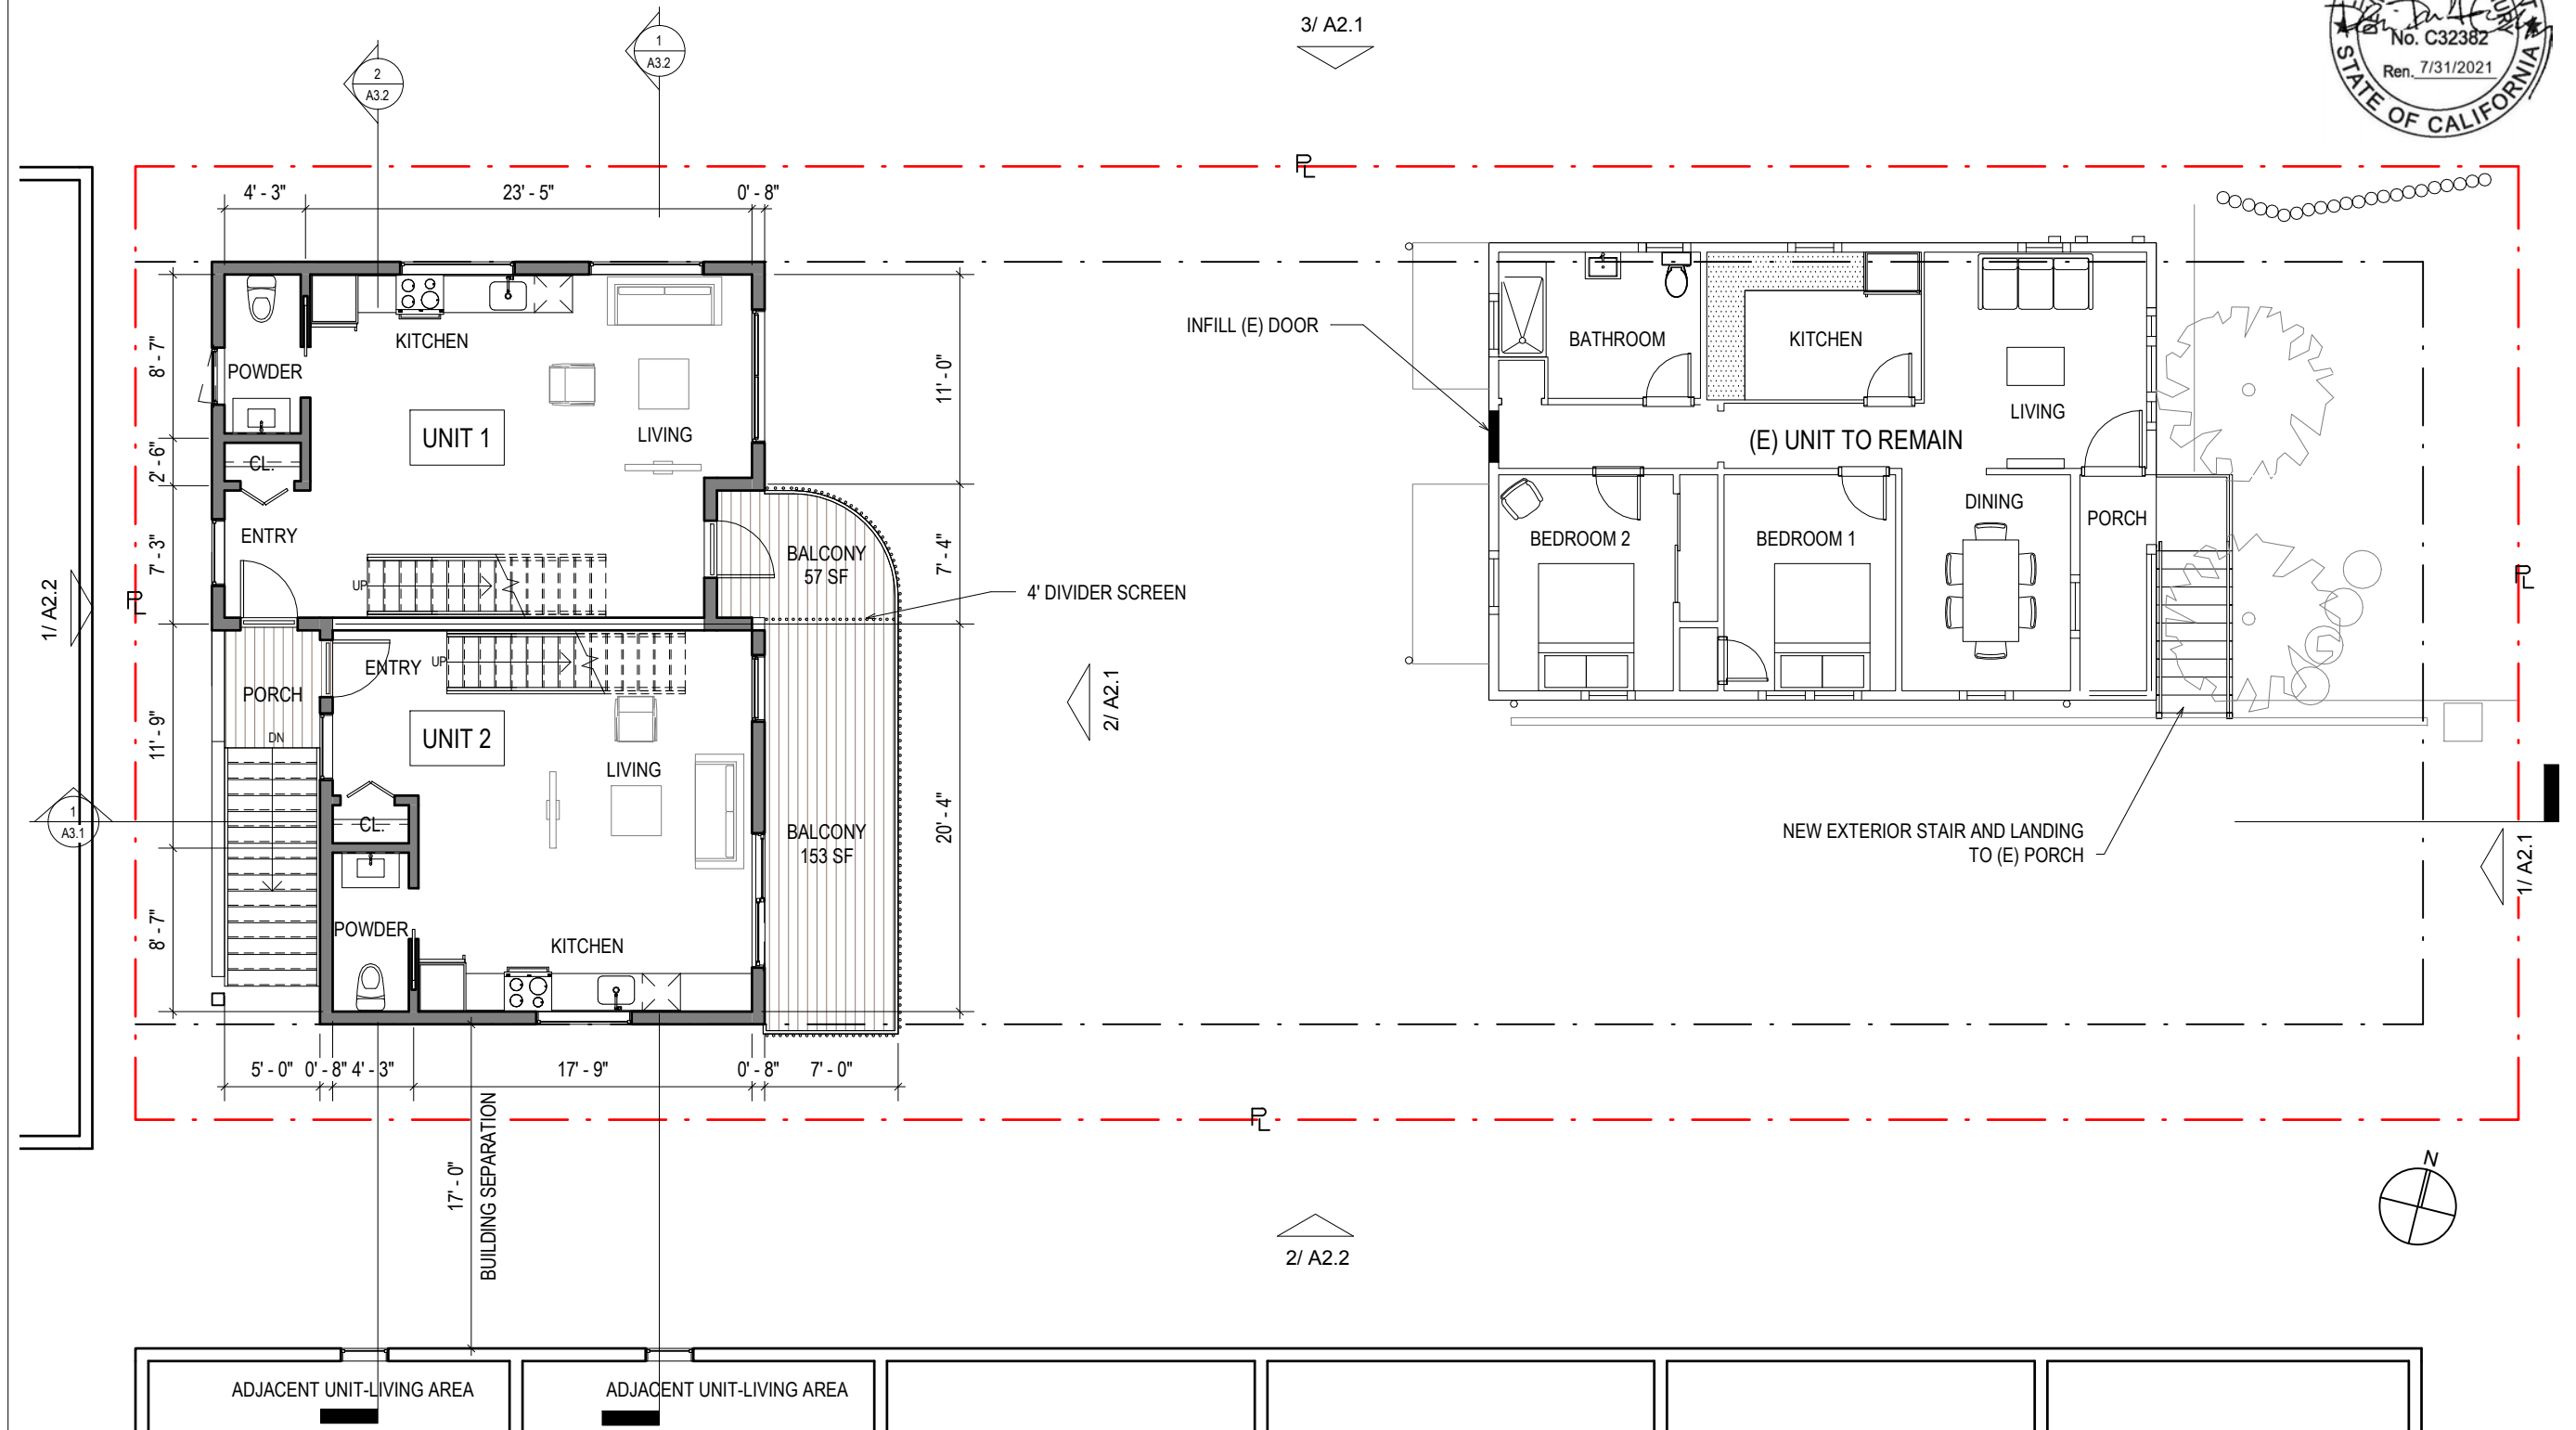 3/ A2.1
No. C32382
Ren. 7/31/2021
STATE OF CALIFORNIA
1
A3.2
2
A3.2
PL
4' - 3"
23' - 5"
0' - 8"
8' - 7"
2' - 6"
7' - 3"
11' - 9"
8' - 7"
KITCHEN
POWDER
UNIT 1
LIVING
CL.
ENTRY
UP
11' - 0"
7' - 4"
20' - 4"
BALCONY
57 SF
4' DIVIDER SCREEN
1/ A2.2
PL
ENTRY
UP
PORCH
DN
UNIT 2
LIVING
2/ A2.1
1
A3.1
CL.
BALCONY
153 SF
POWDER
KITCHEN
5' - 0"
0' - 8"
4' - 3"
17' - 9"
0' - 8"
7' - 0"
INFILL (E) DOOR
BATHROOM
KITCHEN
LIVING
(E) UNIT TO REMAIN
DINING
PORCH
BEDROOM 2
BEDROOM 1
PL
NEW EXTERIOR STAIR AND LANDING
TO (E) PORCH
1/ A2.1
PL
17' - 0"
BUILDING SEPARATION
N
2/ A2.2
ADJACENT UNIT-LIVING AREA
ADJACENT UNIT-LIVING AREA